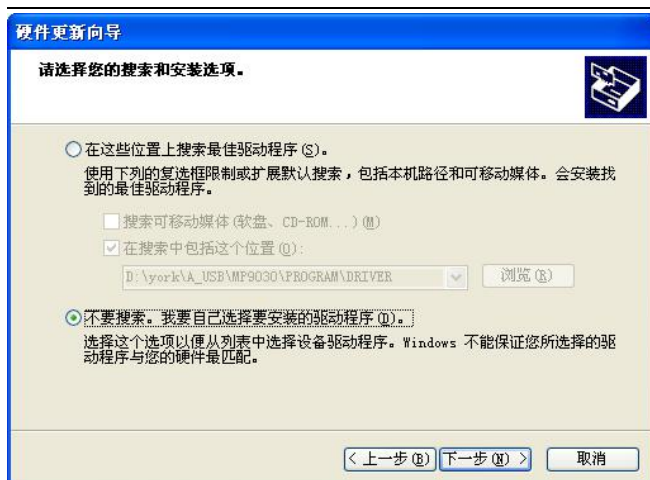 硬件更新向导
请选择您的搜索和安装选项。
在这些位置上搜索最佳驱动程序(S)。
使用下列的复选框限制或扩展默认搜索，包括本机路径和可移动媒体。会安装找
到的最佳驱动程序。
搜索可移动媒体(软盘、CD-ROM...)(M)
在搜索中包括这个位置(O):
D:\york\A_USB\MP9030\PROGRAM\DRIVER
浏览(R)
不要搜索。我要自己选择要安装的驱动程序(D)。
选择这个选项以便从列表中选择设备驱动程序。Windows 不能保证您所选择的驱
动程序与您的硬件最匹配。
< 上一步(B) 下一步(N) > 取消